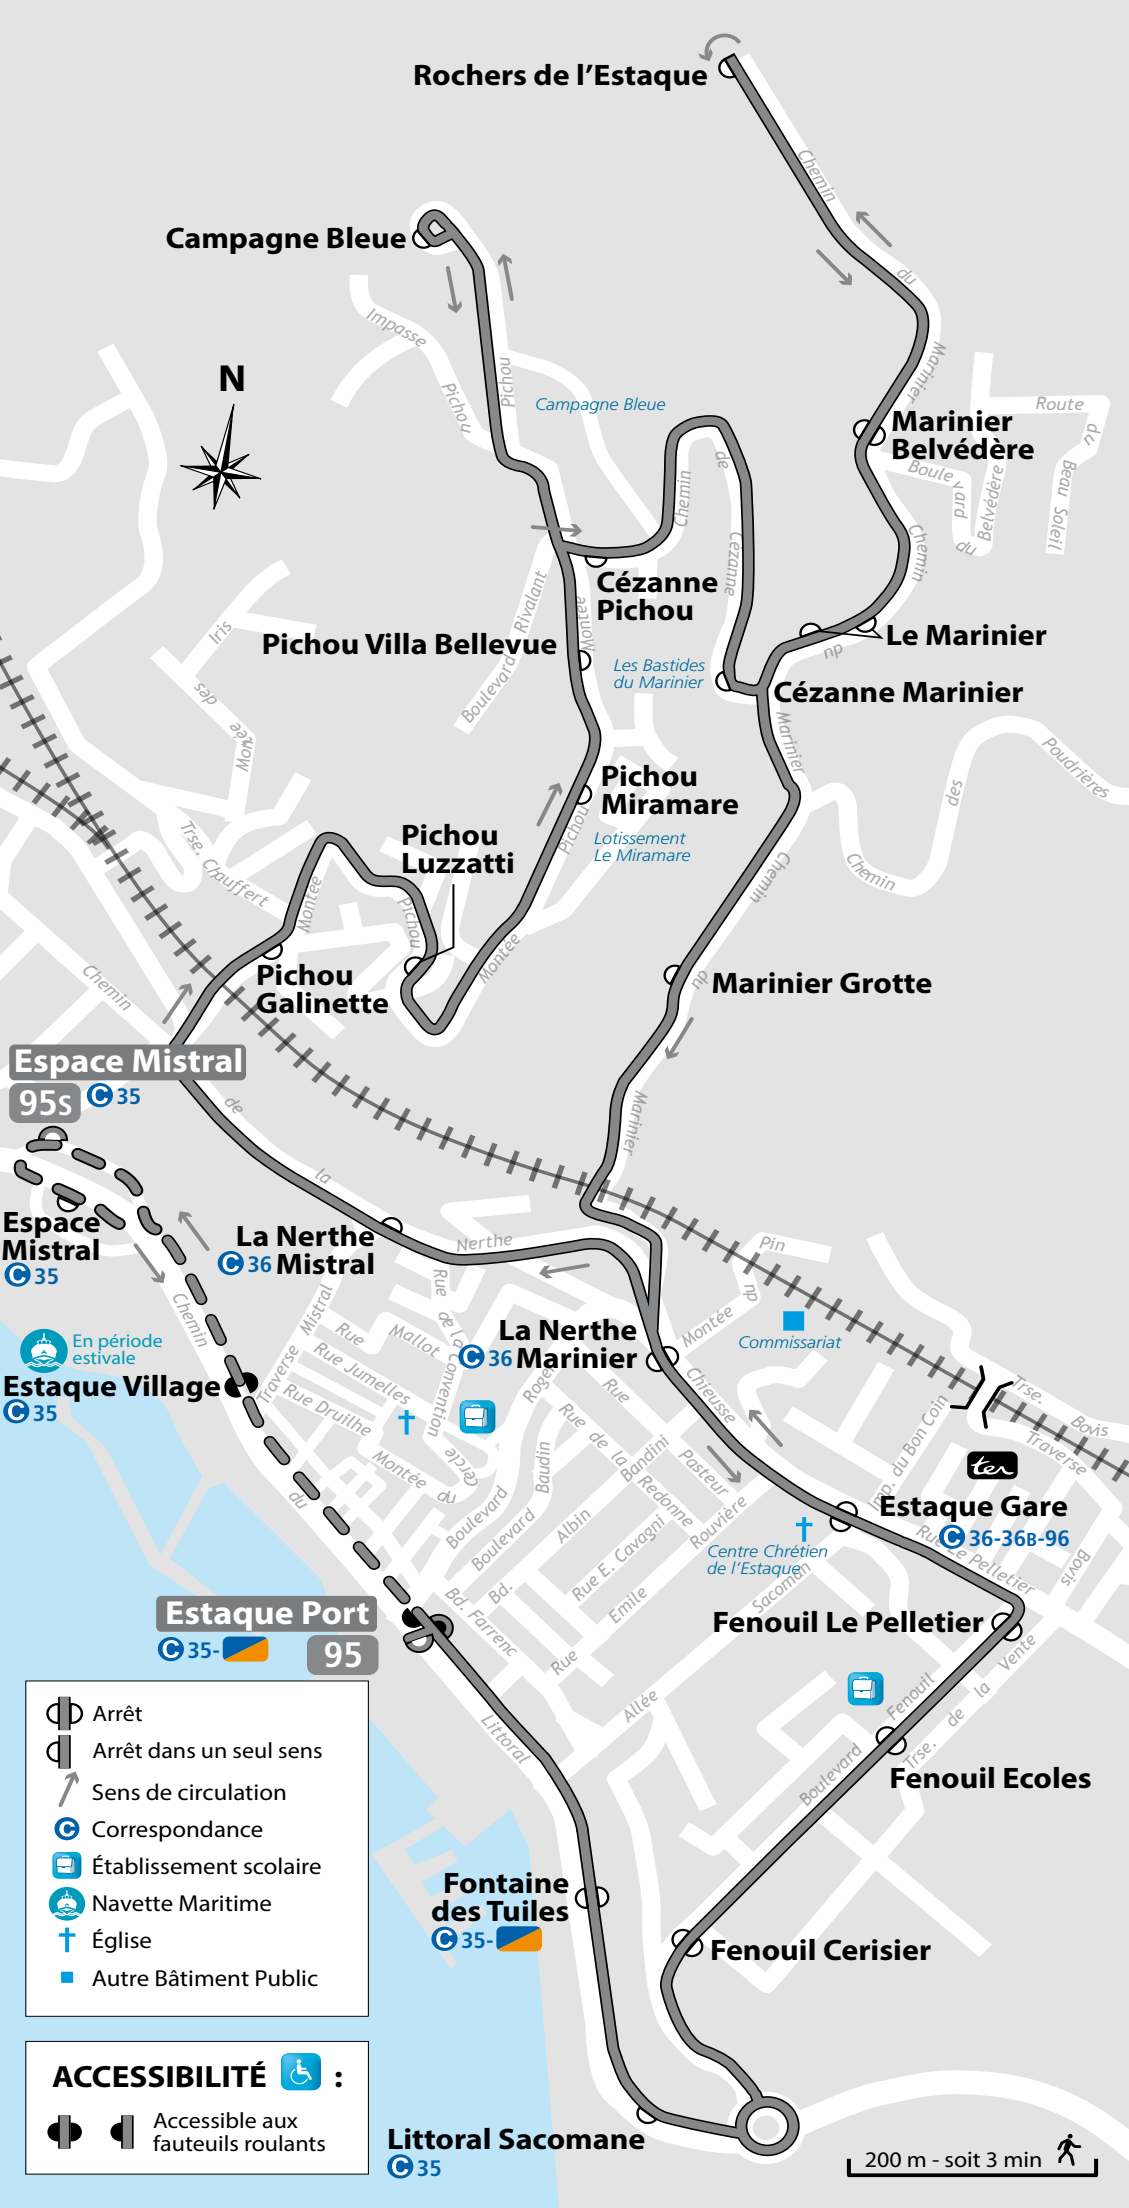 Rochers de l'Estaque
Chemin
Campagne Bleue
du
Impasse
Marinier
N
Pichou
Pichou
Campagne Bleue
Route
du
Beau Soleil
Marinier
Belvédère
de
Chemin
Boulevard
du
Belvédère
Chemin
Cézanne
Cézanne
Pichou
Rivalant
Boulevard
Montée
Iris
des
Montée
Pichou Villa Bellevue
Le Marinier
du
Les Bastides
du Marinier
Cézanne Marinier
Marinier
Poudrières
des
Chemin
Pichou
Miramare
Pichou
Lotissement
Le Miramare
Pichou
Luzzatti
Trse. Chauffert
Montée
Pichou
Montée
Chemin
du
Chemin
Pichou
Galinette
Marinier Grotte
Espace Mistral
95S
C 35
de
la
Marinier
Espace
Mistral
C 35
La Nerthe
C 36 Mistral
Nerthe
Pin
du
Montée
Commissariat
Chemin
En période
estivale
Estaque Village
C 35
Traverse Mistral
Rue
Mallot
Rue Jumelles
Rue Druilhe
Rue de la Convention
Montée
du
cercle
La Nerthe
C 36 Marinier
Chieusse
Roger
Rue
Rue de la Redonne
Bandini
Pasteur
Baudin
Boulevard
Boulevard
Albin
Rue E. Cavagni
Rouvière
Emile
Imp. du Bon Coin
Trse.
Bovis
Traverse
Bovis
ter
Estaque Gare
C 36-36B-96
Rue Le Pelletier
Centre Chrétien
de l'Estaque
Sacoman
du
Bd. Farrenc
Bd.
Rue
Allée
Estaque Port
C 35-
95
Fenouil Le Pelletier
Fenouil
Boulevard
Trse.
de
la
Vente
Fenouil Ecoles
Littoral
Arrêt
Arrêt dans un seul sens
Sens de circulation
C Correspondance
Établissement scolaire
Navette Maritime
Église
Autre Bâtiment Public
Fontaine
des Tuiles
C 35-
Fenouil Cerisier
ACCESSIBILITÉ :
Accessible aux
fauteuils roulants
Littoral Sacomane
C 35
200 m - soit 3 min